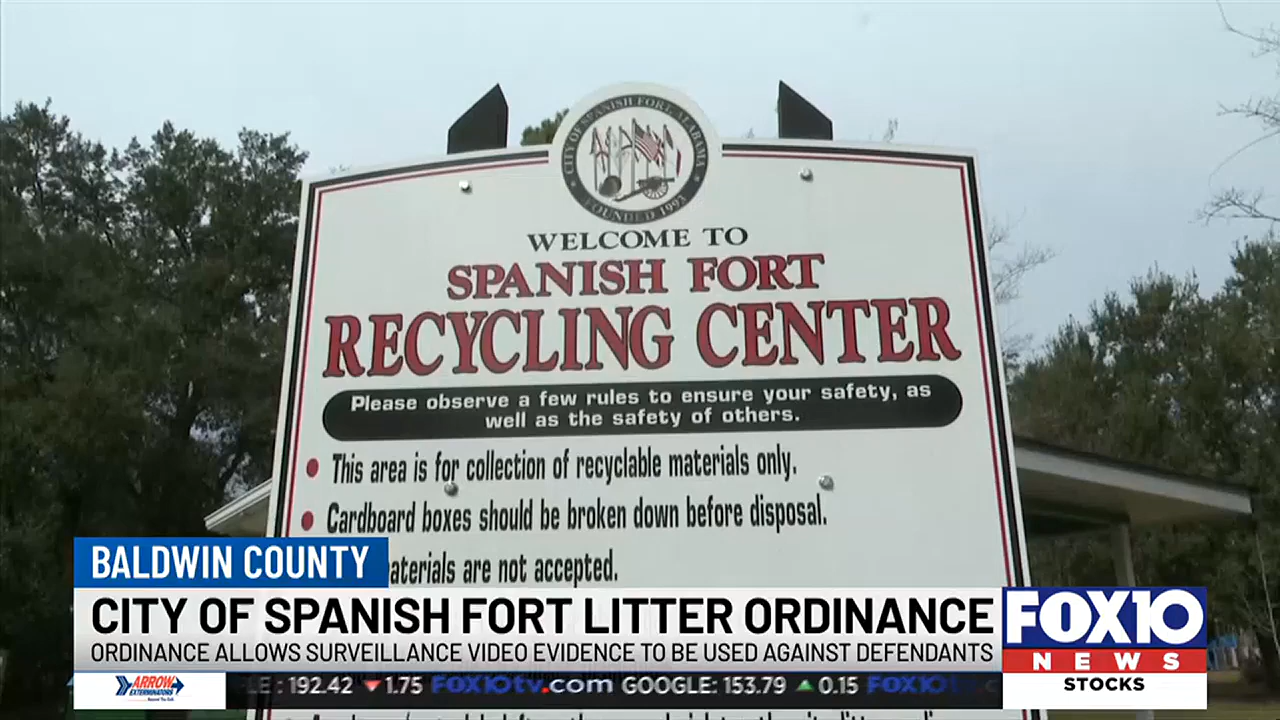 CITY OF SPANISH FORT, ALABAMA
FOUNDED 1993
WELCOME TO
SPANISH FORT
RECYCLING CENTER
Please observe a few rules to ensure your safety, as
well as the safety of others.
This area is for collection of recyclable materials only.
Cardboard boxes should be broken down before disposal.
aterials are not accepted.
BALDWIN COUNTY
CITY OF SPANISH FORT LITTER ORDINANCE
ORDINANCE ALLOWS SURVEILLANCE VIDEO EVIDENCE TO BE USED AGAINST DEFENDANTS
FOX10
NEWS
STOCKS
ARROW
EXTERMINATORS
LE : 192.42 ▼1.75 FOX10tv.com GOOGLE: 153.79 ▲0.15 FOX10